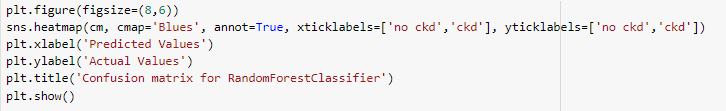 plt.figure(figsize=(8,6))
sns.heatmap(cm, cmap='Blues', annot=True, xticklabels=['no ckd','ckd'], yticklabels=['no ckd','ckd'])
plt.xlabel('Predicted Values')
plt.ylabel('Actual Values')
plt.title('Confusion matrix for RandomForestClassifier')
plt.show()